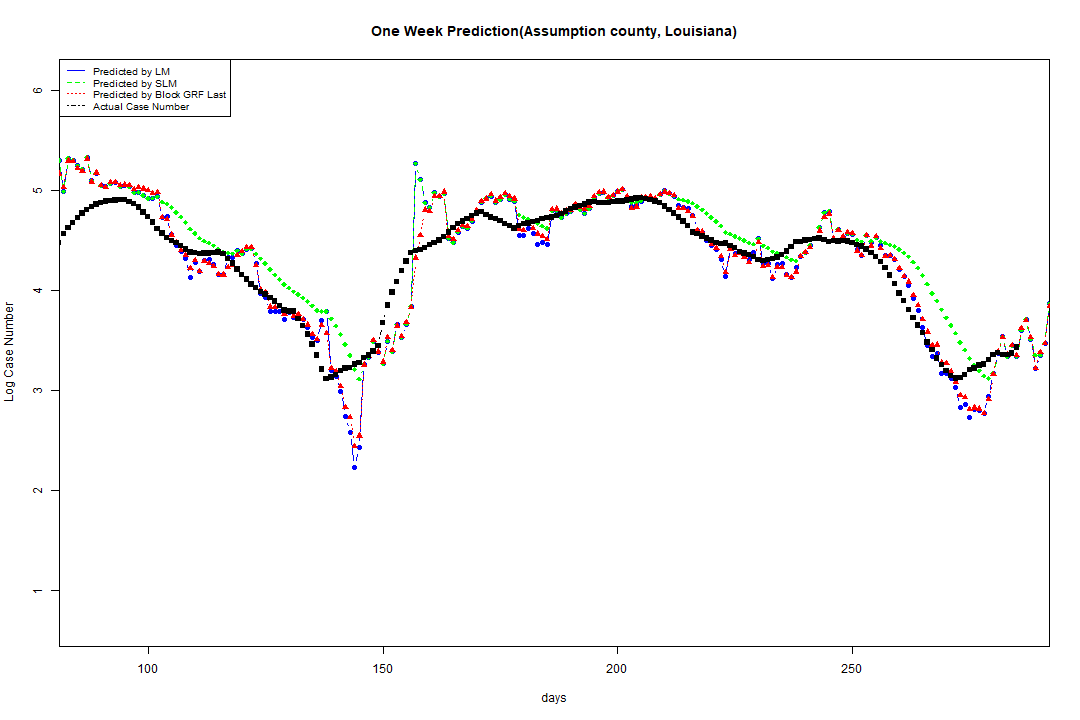 One Week Prediction(Assumption county, Louisiana)
Predicted by LM
Predicted by SLM
Predicted by Block GRF Last
Actual Case Number
6
5
4
3
2
1
Log Case Number
100 150 200 250
days